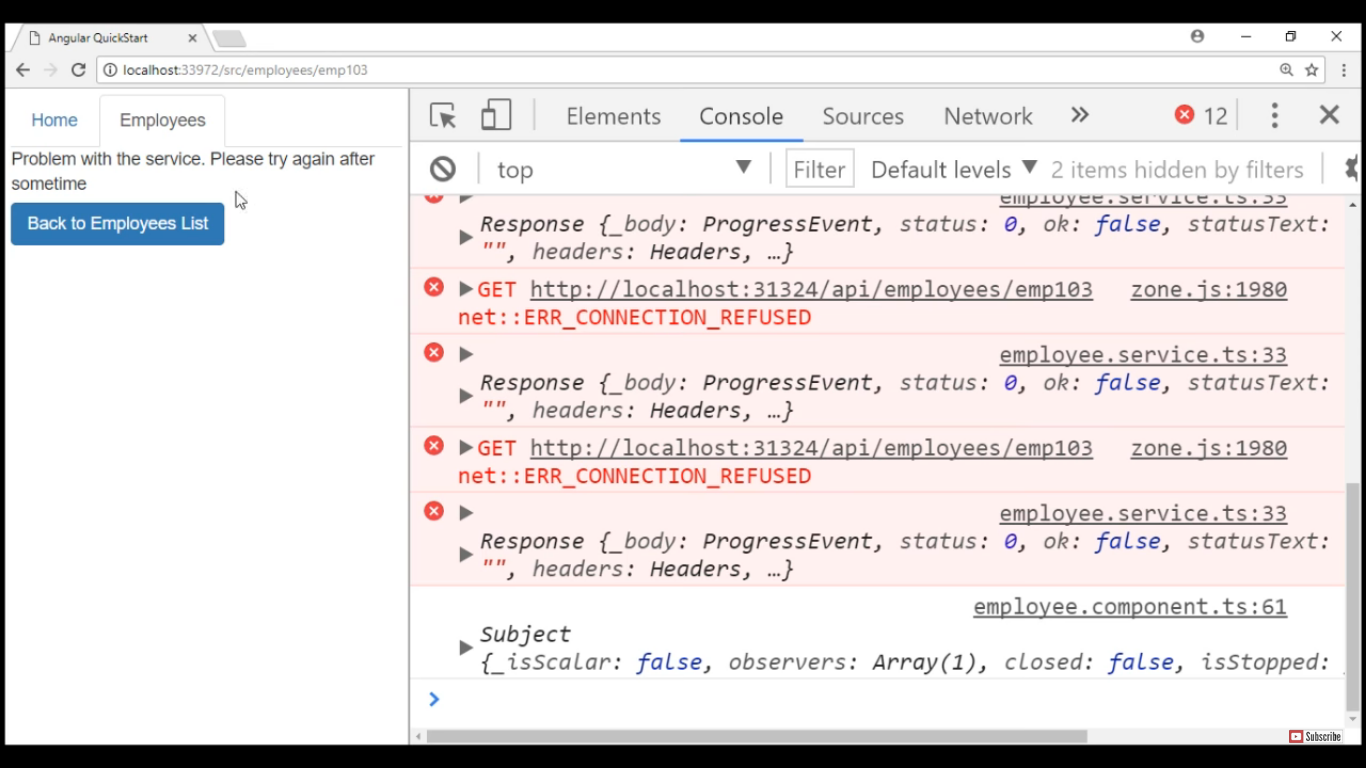 Angular QuickStart
localhost:33972/src/employees/emp103
Home
Employees
Problem with the service. Please try again after
sometime
Back to Employees List
Elements
Console
Sources
Network
12
top
Filter
Default levels
2 items hidden by filters
employee.service.ts:33
Response {_body: ProgressEvent, status: 0, ok: false, statusText:
"", headers: Headers, …}
GET http://localhost:31324/api/employees/emp103 zone.js:1980
net::ERR_CONNECTION_REFUSED
employee.service.ts:33
Response {_body: ProgressEvent, status: 0, ok: false, statusText:
"", headers: Headers, …}
GET http://localhost:31324/api/employees/emp103 zone.js:1980
net::ERR_CONNECTION_REFUSED
employee.service.ts:33
Response {_body: ProgressEvent, status: 0, ok: false, statusText:
"", headers: Headers, …}
employee.component.ts:61
Subject
{_isScalar: false, observers: Array(1), closed: false, isStopped:
Subscribe